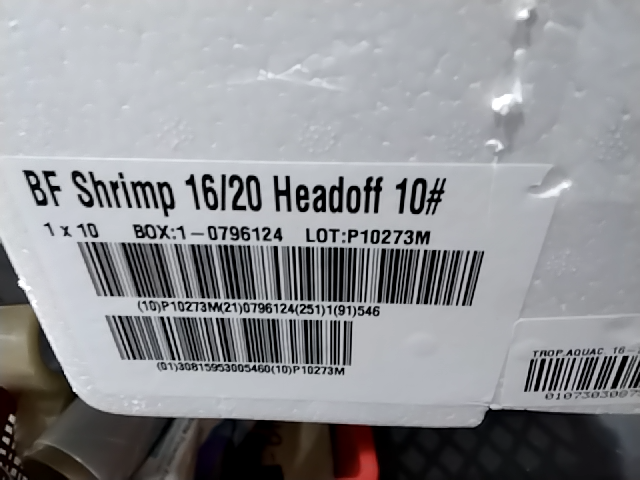 BF Shrimp 16/20 Headoff 10#
1 x 10 BOX:1-0796124 LOT:P10273M
(10)P10273M(21)0796124(251)1(91)546
(01)30815953005460(10)P10273M
TROP.AQUAC. 16-